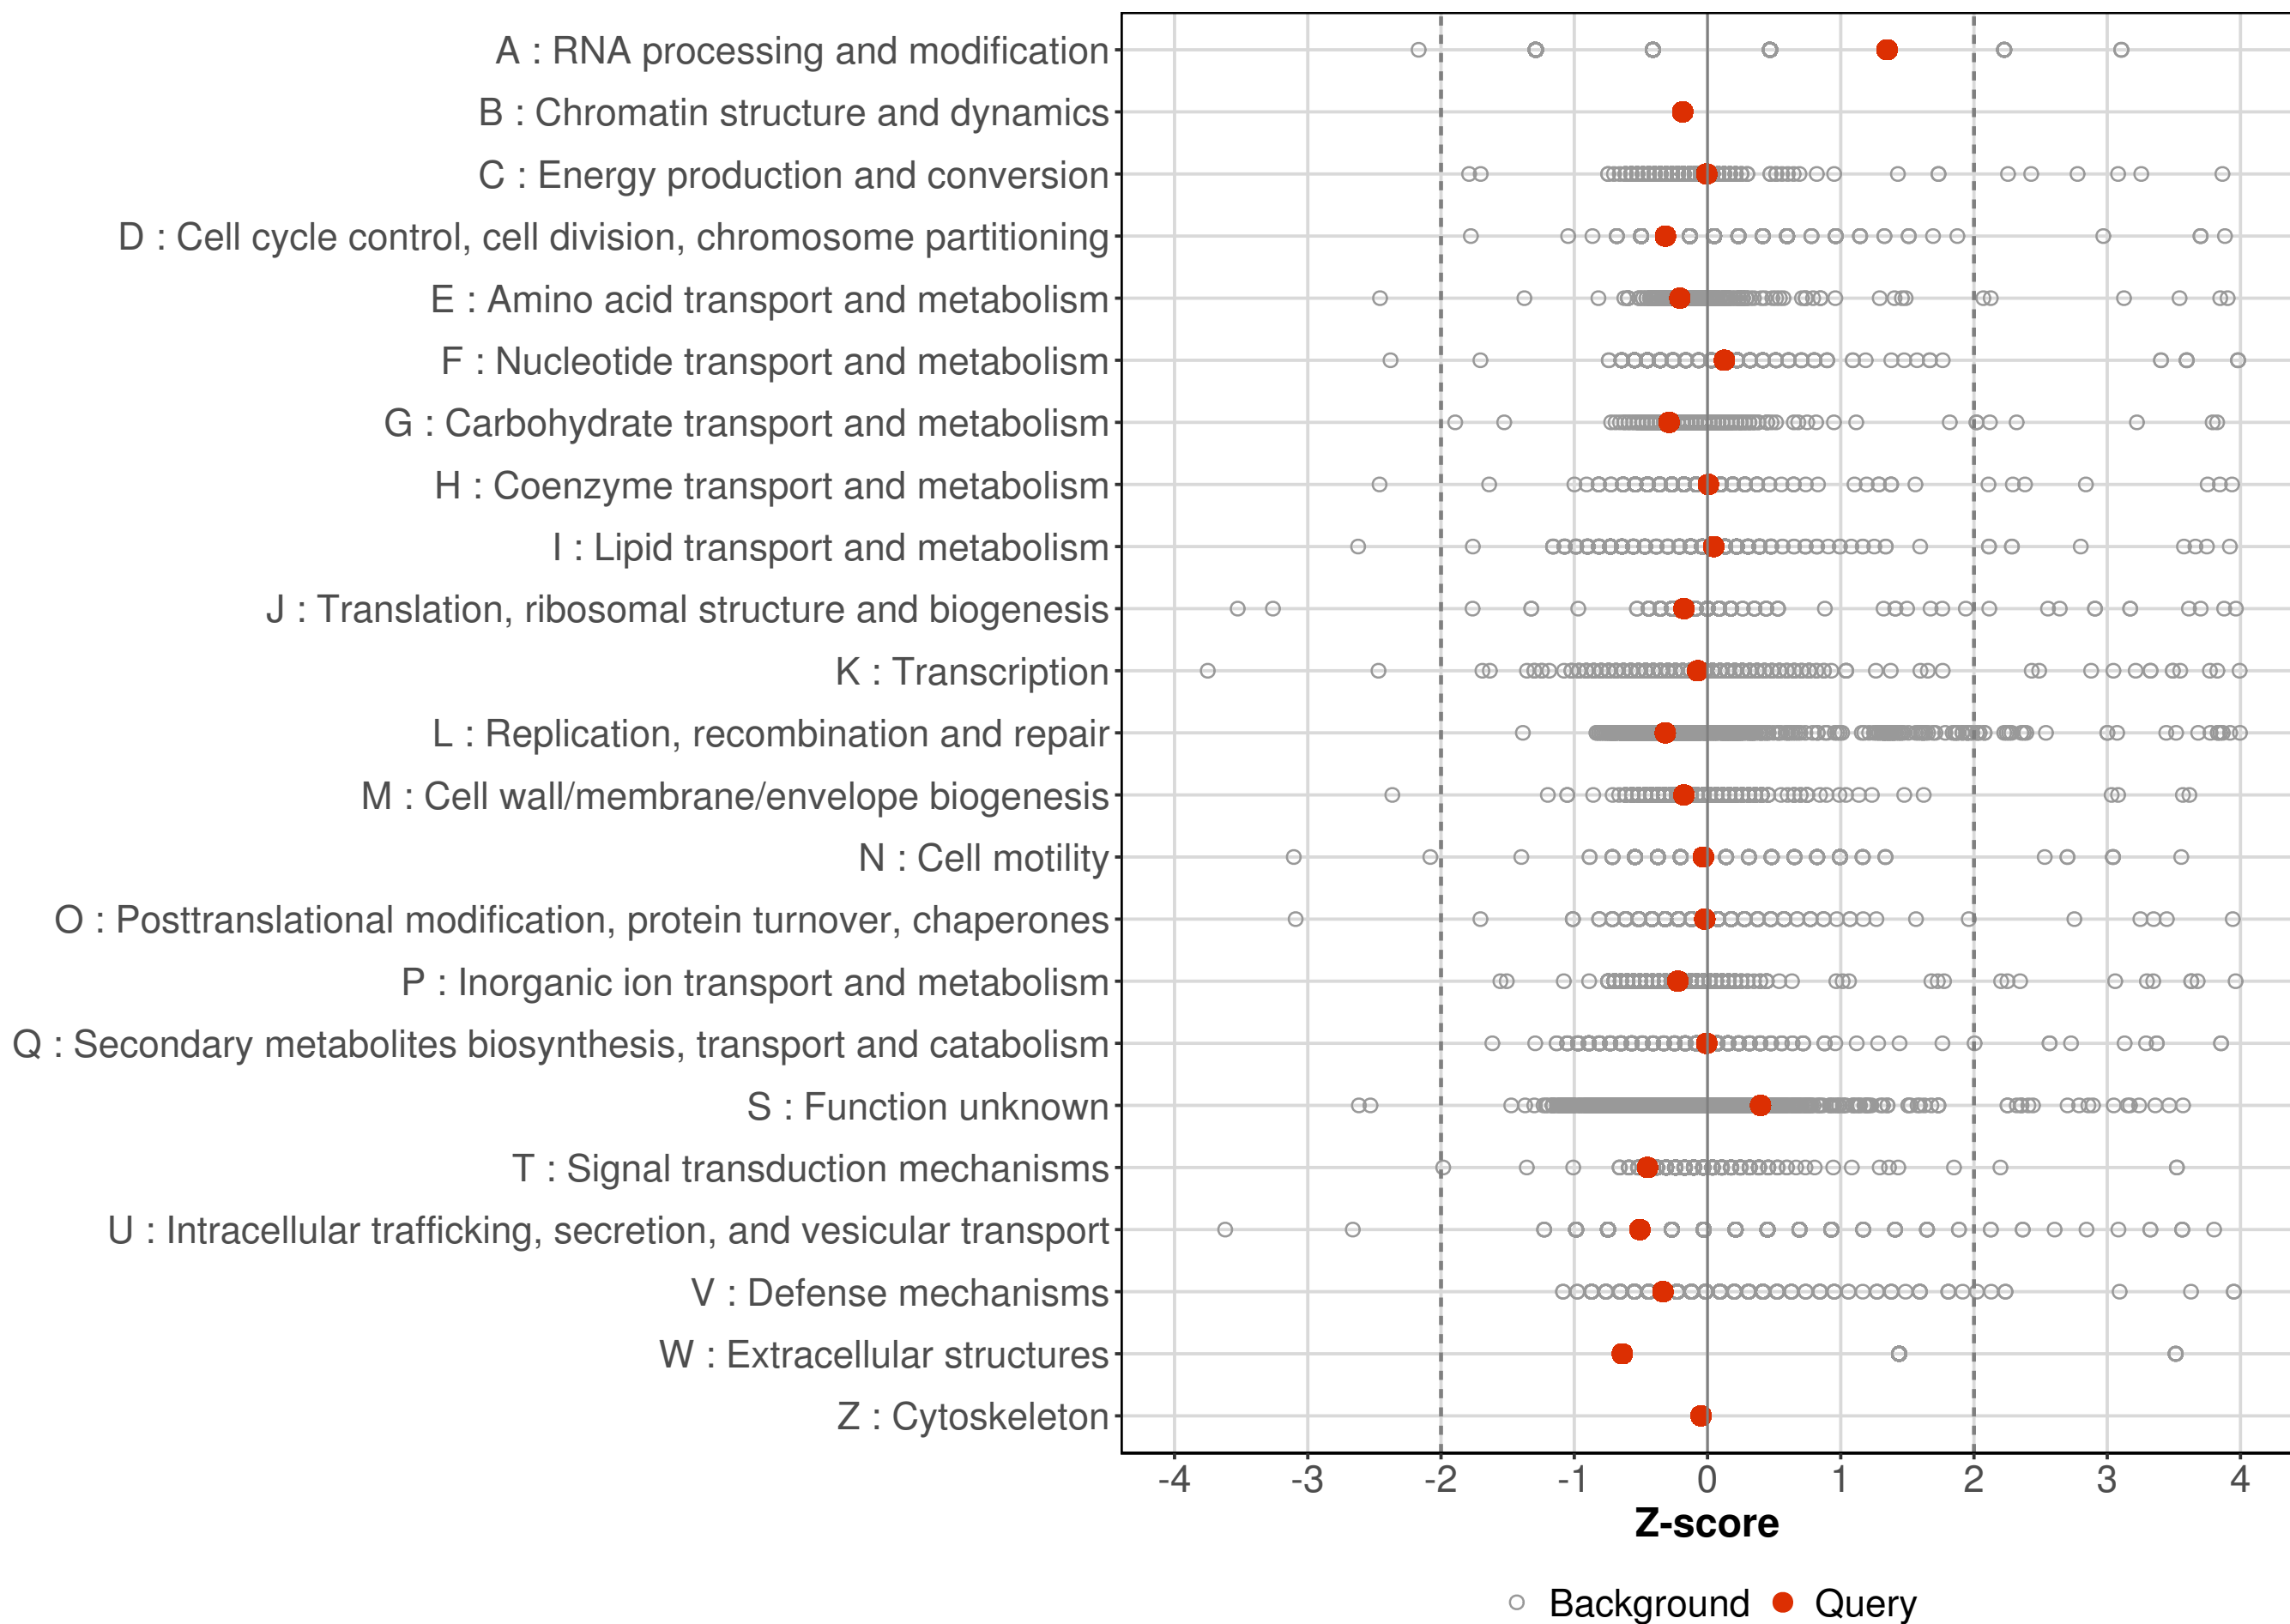 A : RNA processing and modification
B : Chromatin structure and dynamics
C : Energy production and conversion
D : Cell cycle control, cell division, chromosome partitioning
E : Amino acid transport and metabolism
F : Nucleotide transport and metabolism
G : Carbohydrate transport and metabolism
H : Coenzyme transport and metabolism
I : Lipid transport and metabolism
J : Translation, ribosomal structure and biogenesis
K : Transcription
L : Replication, recombination and repair
M : Cell wall/membrane/envelope biogenesis
N : Cell motility
O : Posttranslational modification, protein turnover, chaperones
P : Inorganic ion transport and metabolism
Q : Secondary metabolites biosynthesis, transport and catabolism
S : Function unknown
T : Signal transduction mechanisms
U : Intracellular trafficking, secretion, and vesicular transport
V : Defense mechanisms
W : Extracellular structures
Z : Cytoskeleton
-4 -3 -2 -1 0 1 2 3 4
Z-score
Background Query